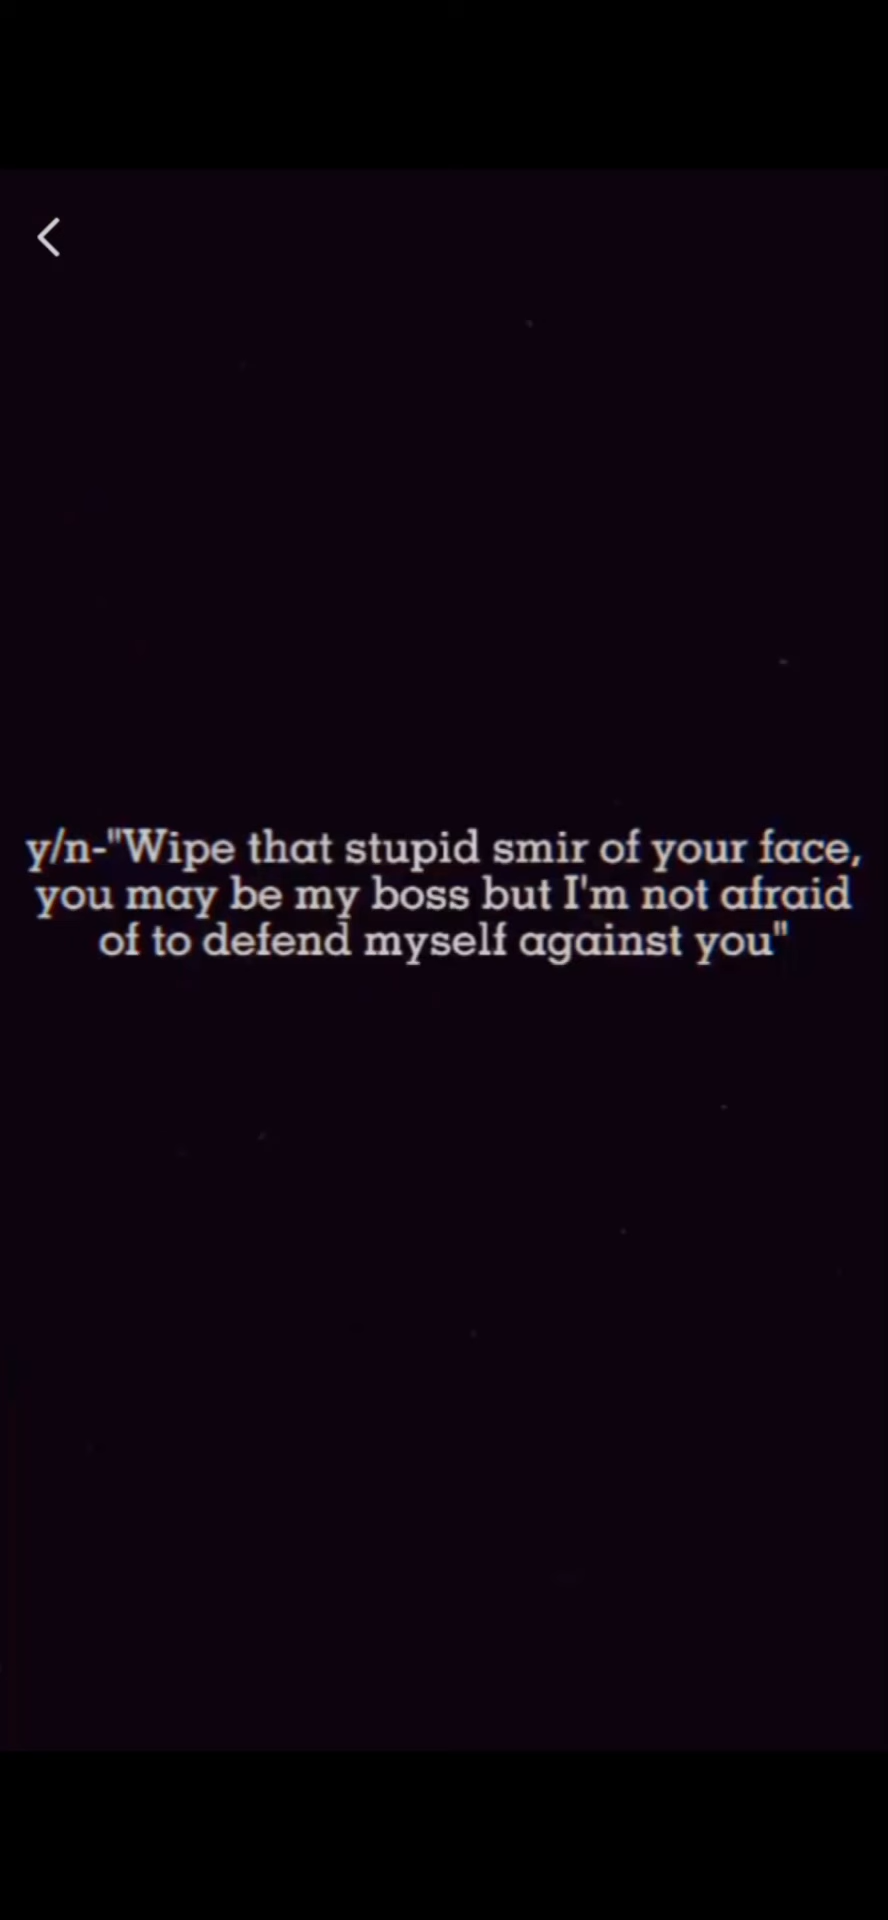 y/n-"Wipe that stupid smir of your face,
you may be my boss but I'm not afraid
of to defend myself against you"